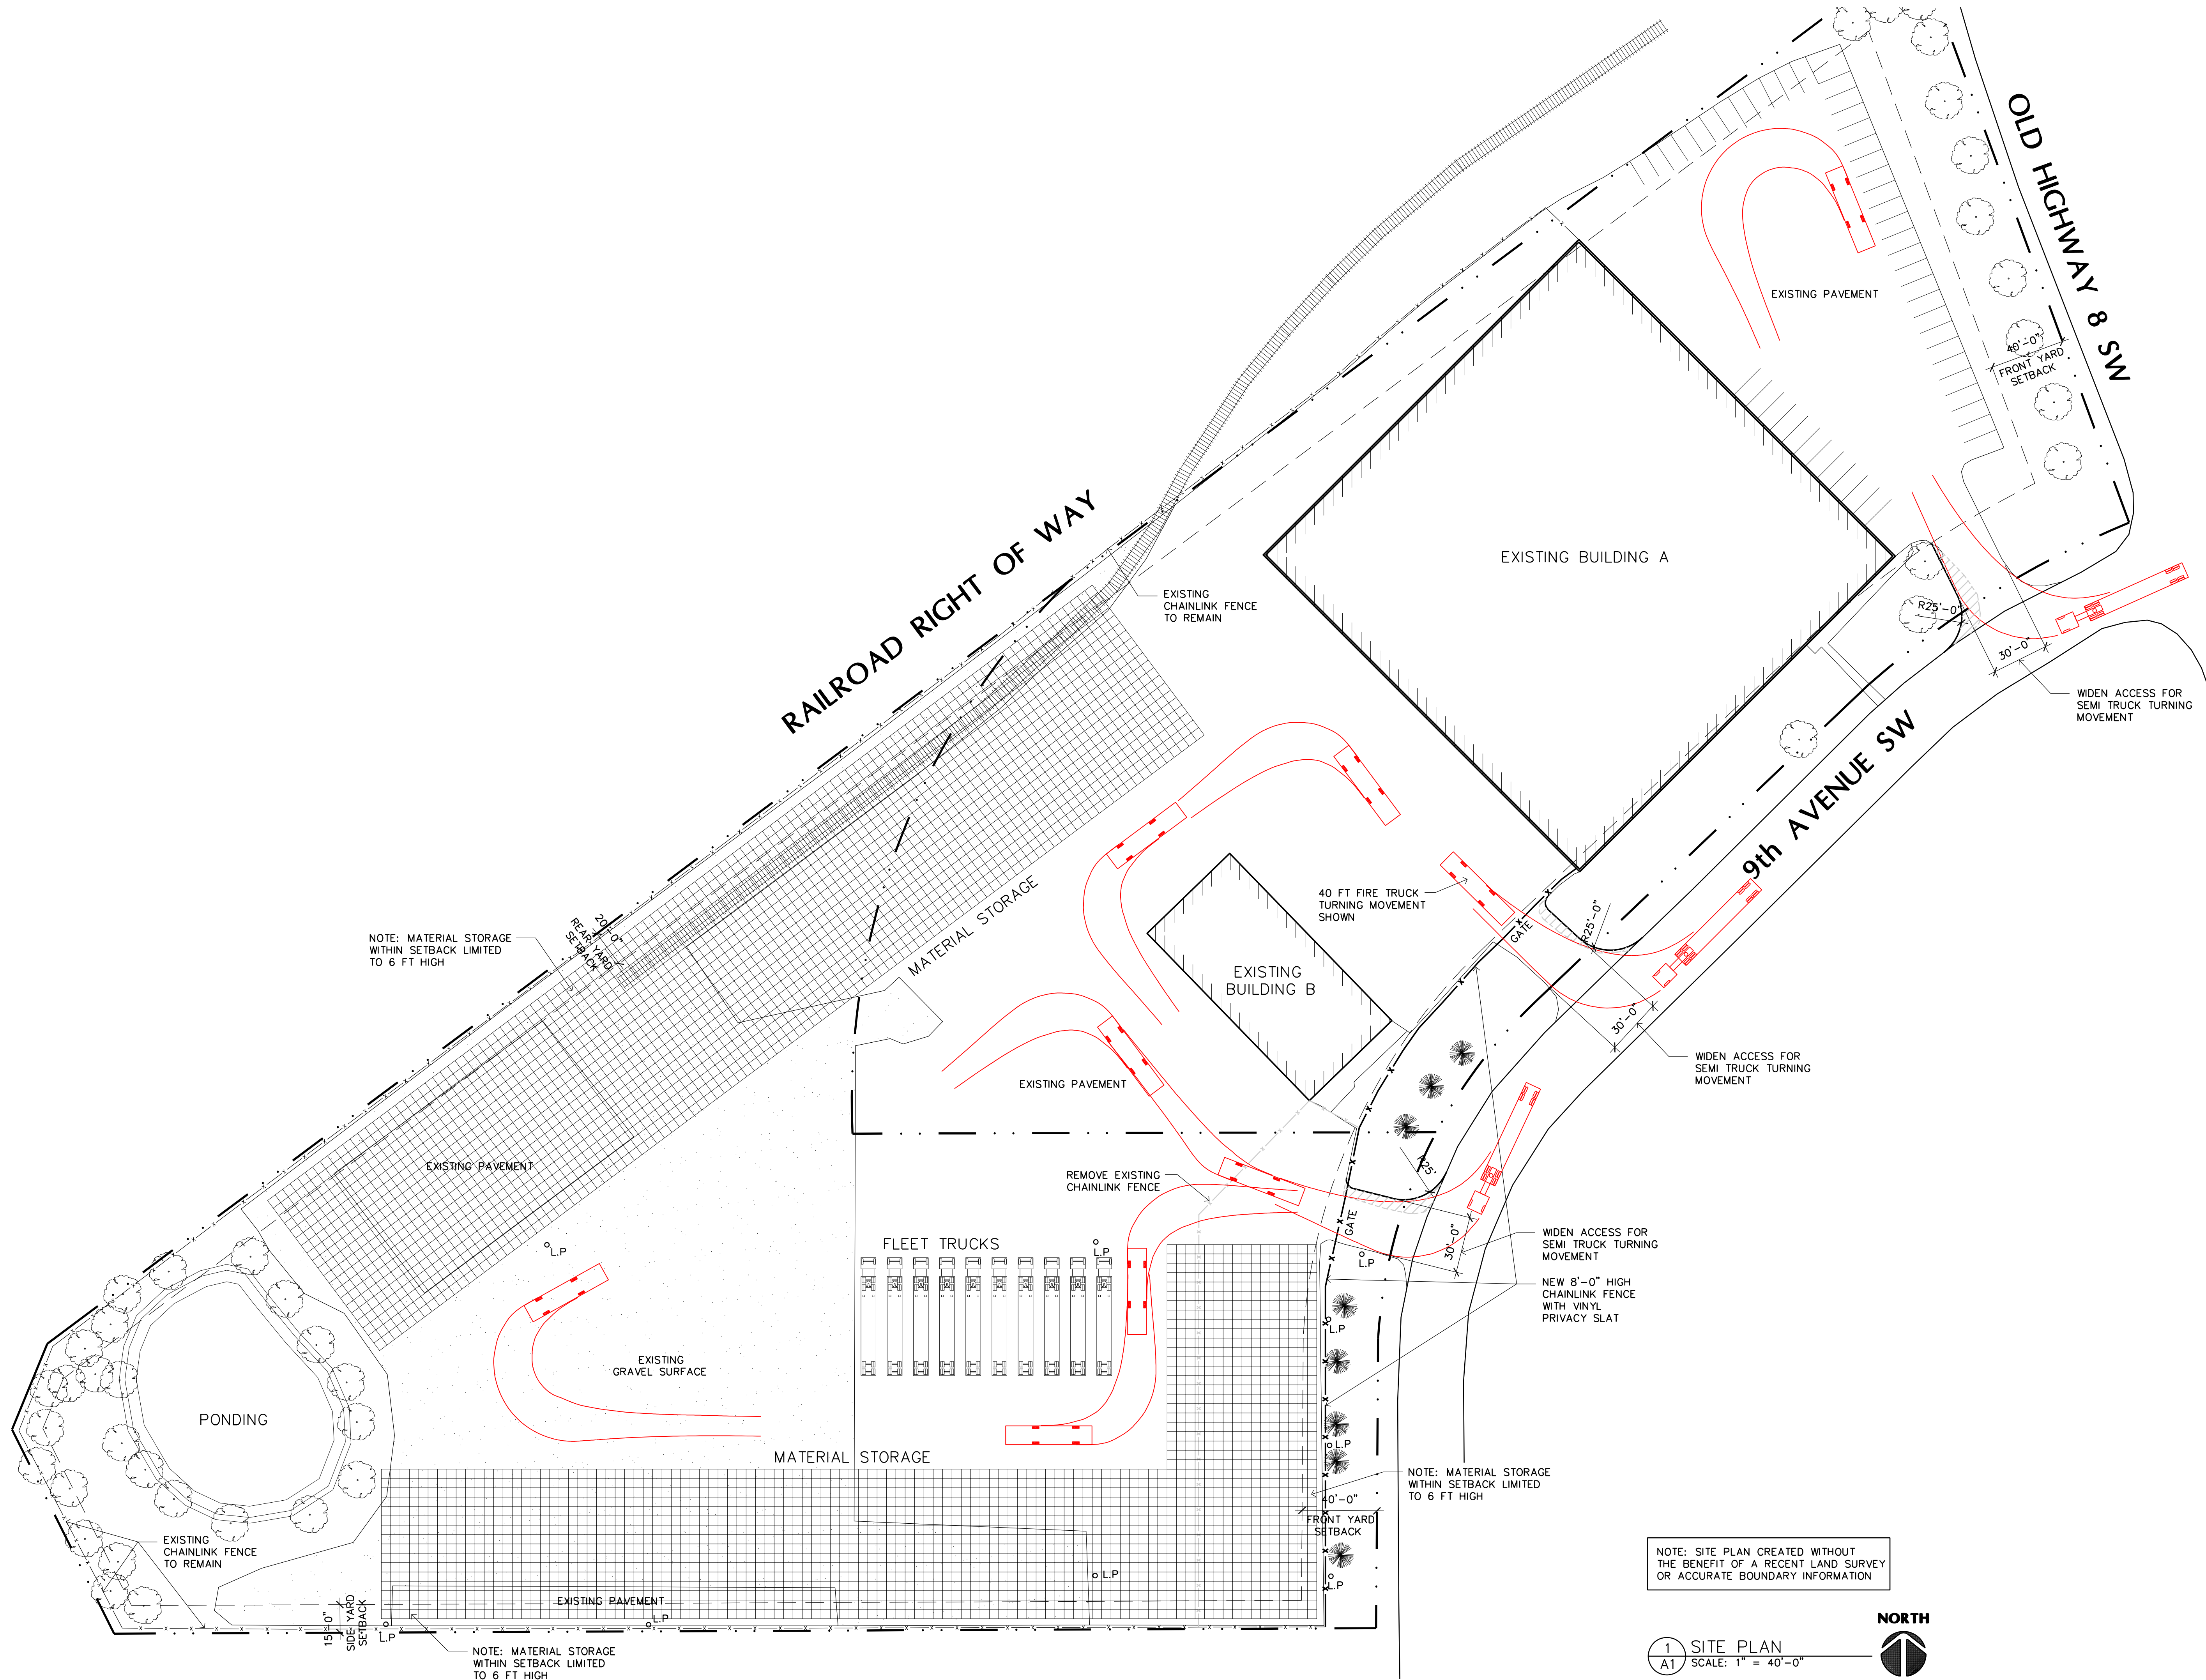 OLD HIGHWAY 8 SW
EXISTING PAVEMENT
40'-0"
FRONT YARD
SETBACK
RAILROAD RIGHT OF WAY
EXISTING
CHAINLINK FENCE
TO REMAIN
EXISTING BUILDING A
R25'-0"
30'-0"
WIDEN ACCESS FOR
SEMI TRUCK TURNING
MOVEMENT
9th AVENUE SW
NOTE: MATERIAL STORAGE
WITHIN SETBACK LIMITED
TO 6 FT HIGH
20'-0"
REAR YARD
SETBACK
MATERIAL STORAGE
40 FT FIRE TRUCK
TURNING MOVEMENT
SHOWN
GATE
R25'-0"
EXISTING
BUILDING B
30'-0"
WIDEN ACCESS FOR
SEMI TRUCK TURNING
MOVEMENT
EXISTING PAVEMENT
EXISTING PAVEMENT
REMOVE EXISTING
CHAINLINK FENCE
R25'
GATE
30'-0"
WIDEN ACCESS FOR
SEMI TRUCK TURNING
MOVEMENT
FLEET TRUCKS
L.P
L.P
L.P
NEW 8'-0" HIGH
CHAINLINK FENCE
WITH VINYL
PRIVACY SLAT
L.P
EXISTING
GRAVEL SURFACE
PONDING
MATERIAL STORAGE
L.P
NOTE: MATERIAL STORAGE
WITHIN SETBACK LIMITED
TO 6 FT HIGH
40'-0"
FRONT YARD
SETBACK
EXISTING
CHAINLINK FENCE
TO REMAIN
L.P
L.P
EXISTING PAVEMENT
15'-0"
SIDE YARD
SETBACK
L.P
L.P
NOTE: MATERIAL STORAGE
WITHIN SETBACK LIMITED
TO 6 FT HIGH
NOTE: SITE PLAN CREATED WITHOUT
THE BENEFIT OF A RECENT LAND SURVEY
OR ACCURATE BOUNDARY INFORMATION
NORTH
1
A1
SITE PLAN
SCALE: 1" = 40'-0"